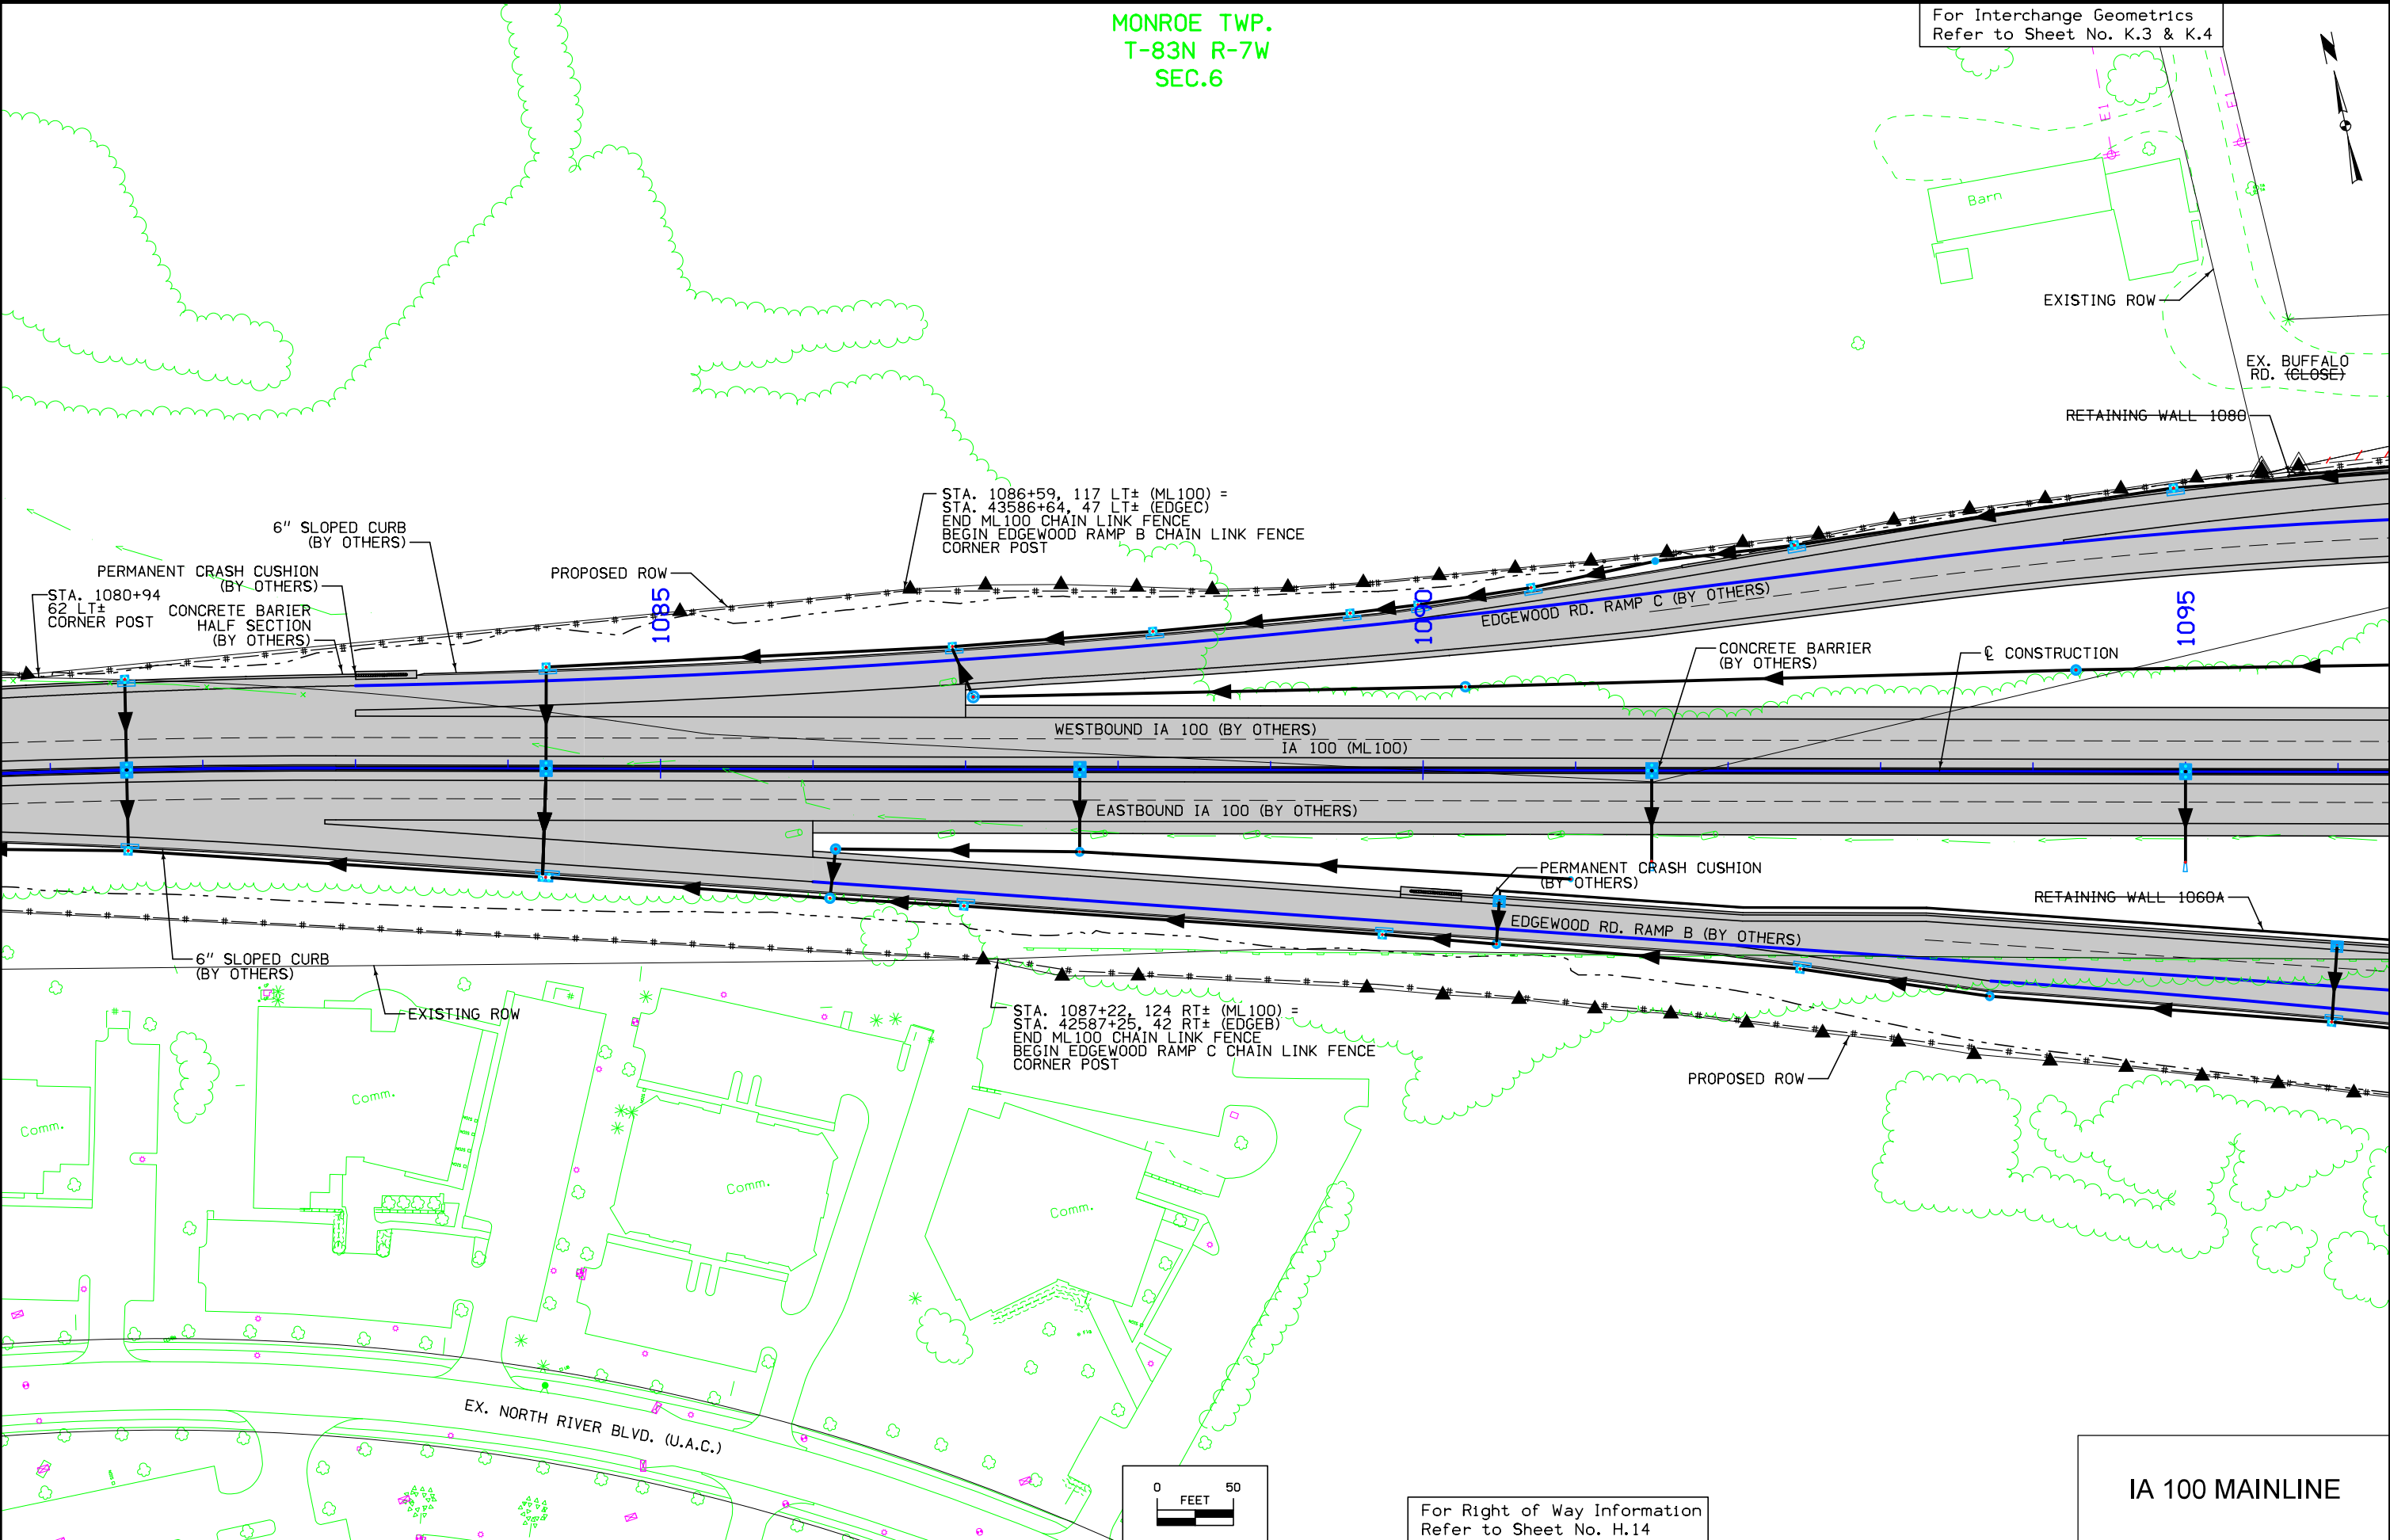 MONROE TWP.
T-83N R-7W
SEC.6
For Interchange Geometrics
Refer to Sheet No. K.3 & K.4
E1
E1
Barn
EXISTING ROW
EX. BUFFALO
RD. (CLOSE)
RETAINING WALL 1080
STA. 1086+59, 117 LT± (ML100) =
STA. 43586+64, 47 LT± (EDGEC)
END ML100 CHAIN LINK FENCE
BEGIN EDGEWOOD RAMP B CHAIN LINK FENCE
CORNER POST
6" SLOPED CURB
(BY OTHERS)
PERMANENT CRASH CUSHION
(BY OTHERS)
PROPOSED ROW
STA. 1080+94
62 LT±
CORNER POST
CONCRETE BARIER
HALF SECTION
(BY OTHERS)
1085
1090
1095
EDGEWOOD RD. RAMP C (BY OTHERS)
CONCRETE BARRIER
(BY OTHERS)
℄ CONSTRUCTION
WESTBOUND IA 100 (BY OTHERS)
IA 100 (ML100)
EASTBOUND IA 100 (BY OTHERS)
PERMANENT CRASH CUSHION
(BY OTHERS)
RETAINING WALL 1060A
EDGEWOOD RD. RAMP B (BY OTHERS)
6" SLOPED CURB
(BY OTHERS)
EXISTING ROW
STA. 1087+22, 124 RT± (ML100) =
STA. 42587+25, 42 RT± (EDGEB)
END ML100 CHAIN LINK FENCE
BEGIN EDGEWOOD RAMP C CHAIN LINK FENCE
CORNER POST
PROPOSED ROW
Comm.
Comm.
Comm.
Comm.
EX. NORTH RIVER BLVD. (U.A.C.)
0 50
FEET
For Right of Way Information
Refer to Sheet No. H.14
IA 100 MAINLINE